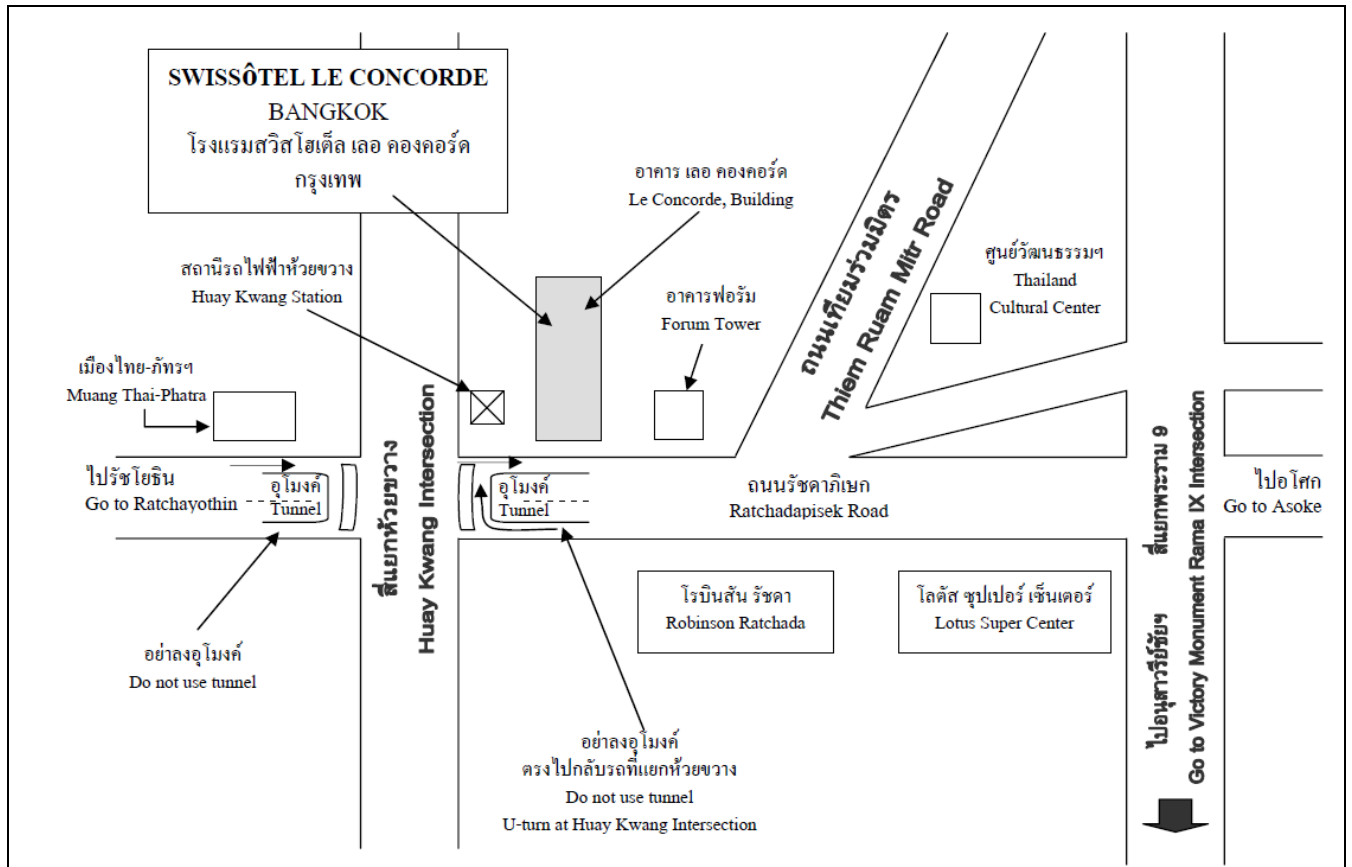 SWISSôTEL LE CONCORDE
BANGKOK
โรงแรมสวิสโฮเต็ล เลอ คองคอร์ด
กรุงเทพ
อาคาร เลอ คองคอร์ด
Le Concorde, Building
สถานีรถไฟฟ้าห้วยขวาง
Huay Kwang Station
อาคารฟอรัม
Forum Tower
ถนนเทียมร่วมมิตร
Thiem Ruam Mitr Road
ศูนย์วัฒนธรรมฯ
Thailand
Cultural Center
เมืองไทย-ภัทรฯ
Muang Thai-Phatra
ไปรัชโยธิน
Go to Ratchayothin
อุโมงค์
Tunnel
สี่แยกห้วยขวาง
Huay Kwang Intersection
อุโมงค์
Tunnel
ถนนรัชดาภิเษก
Ratchadapisek Road
สี่แยกพระราม 9
ไปอนุสาวรีย์ชัยฯ
Go to Victory Monument Rama IX Intersection
ไปอโศก
Go to Asoke
โรบินสัน รัชดา
Robinson Ratchada
โลตัส ซุปเปอร์ เซ็นเตอร์
Lotus Super Center
อย่าลงอุโมงค์
Do not use tunnel
อย่าลงอุโมงค์
ตรงไปกลับรถที่แยกห้วยขวาง
Do not use tunnel
U-turn at Huay Kwang Intersection